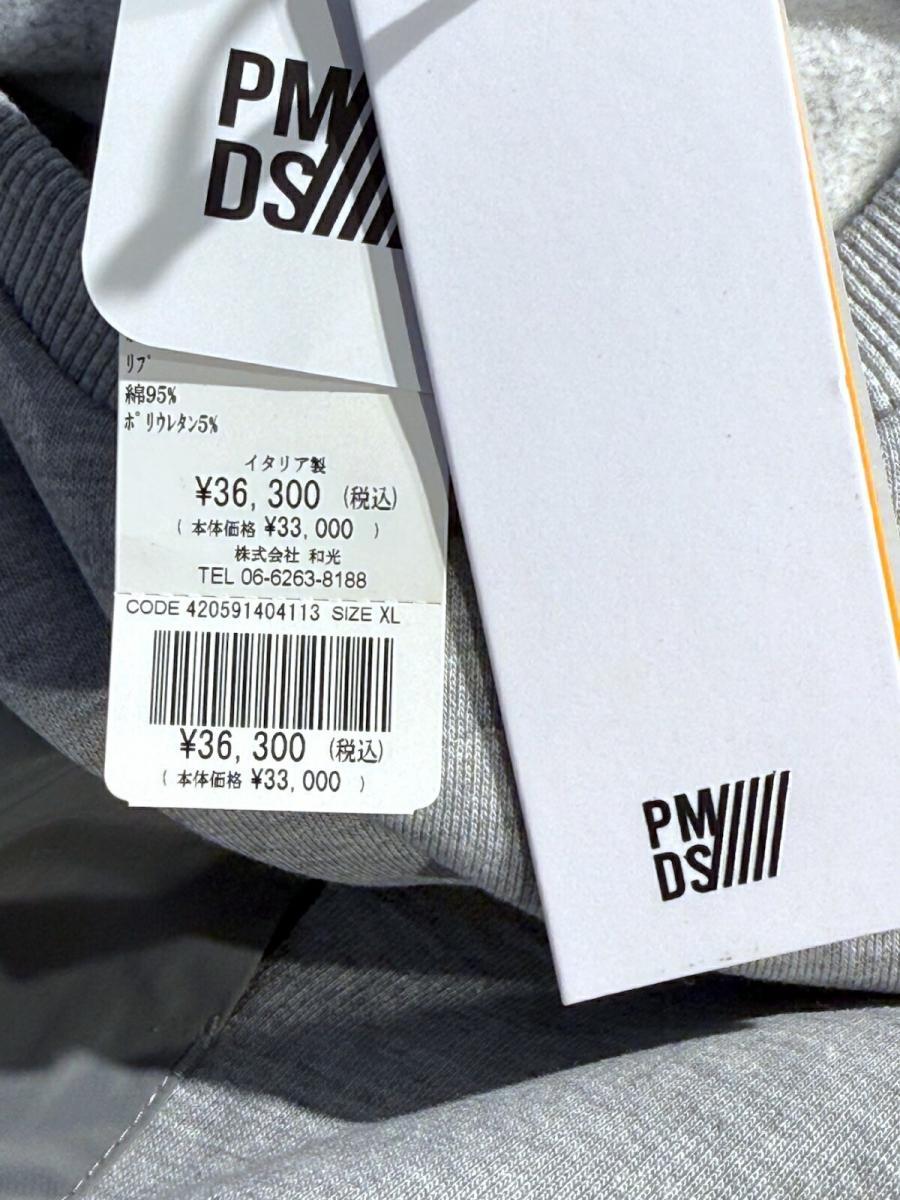 PM
DS
リブ
綿95%
ポリウレタン5%
イタリア製
¥36,300 (税込)
( 本体価格 ¥33,000 )
株式会社 和光
TEL 06-6263-8188
CODE 420591404113 SIZE XL
¥36,300 (税込)
( 本体価格 ¥33,000 )
PM
DS